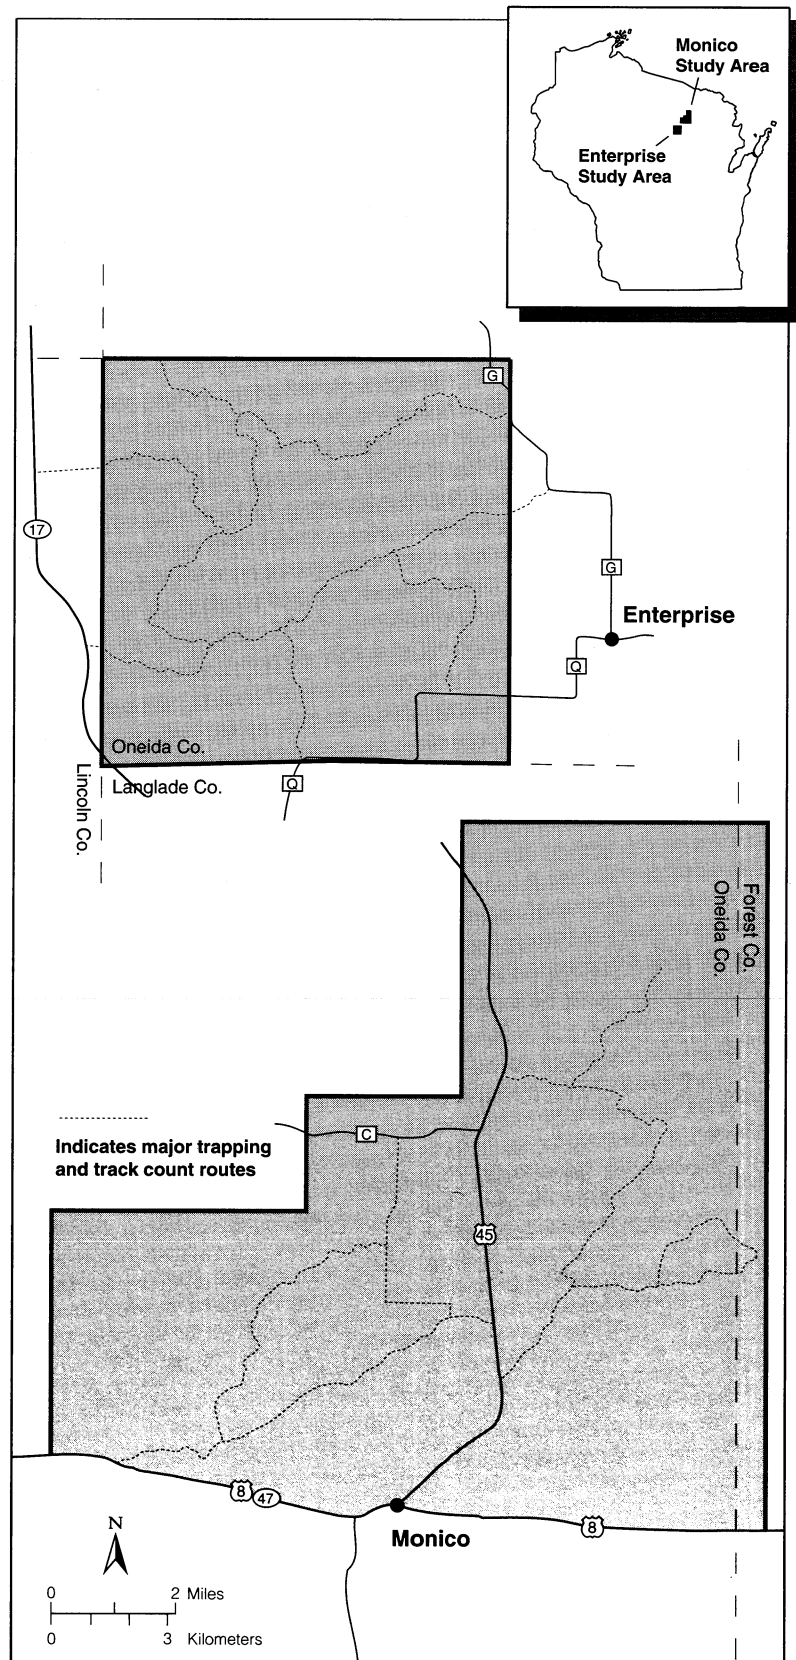 Monico
Study Area
Enterprise
Study Area
G
17
G
Enterprise
Q
Oneida Co.
Lincoln Co.
Langlade Co.
Q
Forest Co.
Oneida Co.
C
Indicates major trapping
and track count routes
45
8
47
Monico
8
N
0 2 Miles
0 3 Kilometers